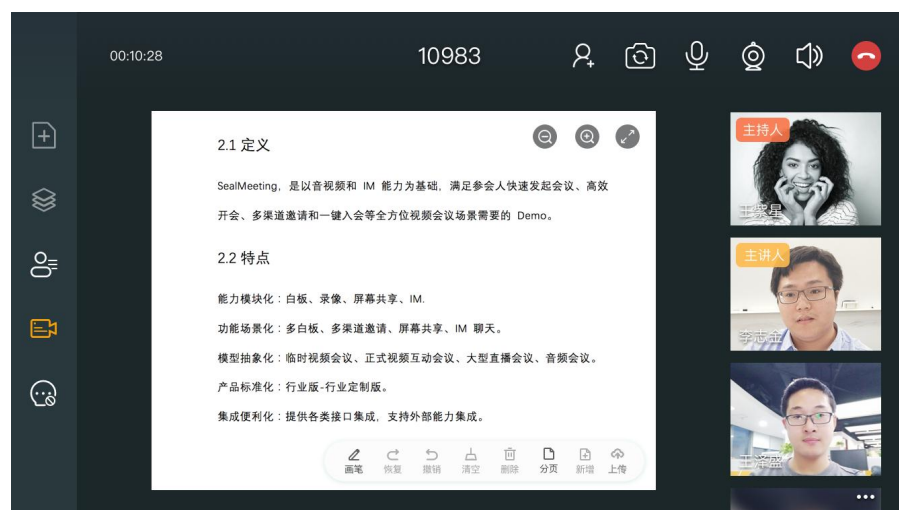 00:10:28
10983
主持人
王紫星
2.1 定义
SealMeeting，是以音视频和 IM 能力为基础，满足参会人快速发起会议、高效
开会、多渠道邀请和一键入会等全方位视频会议场景需要的 Demo。
主讲人
李志金
2.2 特点
能力模块化：白板、录像、屏幕共享、IM.
功能场景化：多白板、多渠道邀请、屏幕共享、IM 聊天。
模型抽象化：临时视频会议、正式视频互动会议、大型直播会议、音频会议。
产品标准化：行业版-行业定制版。
集成便利化：提供各类接口集成，支持外部能力集成。
王泽盛
画笔 恢复 撤销 清空 删除 分页 新增 上传